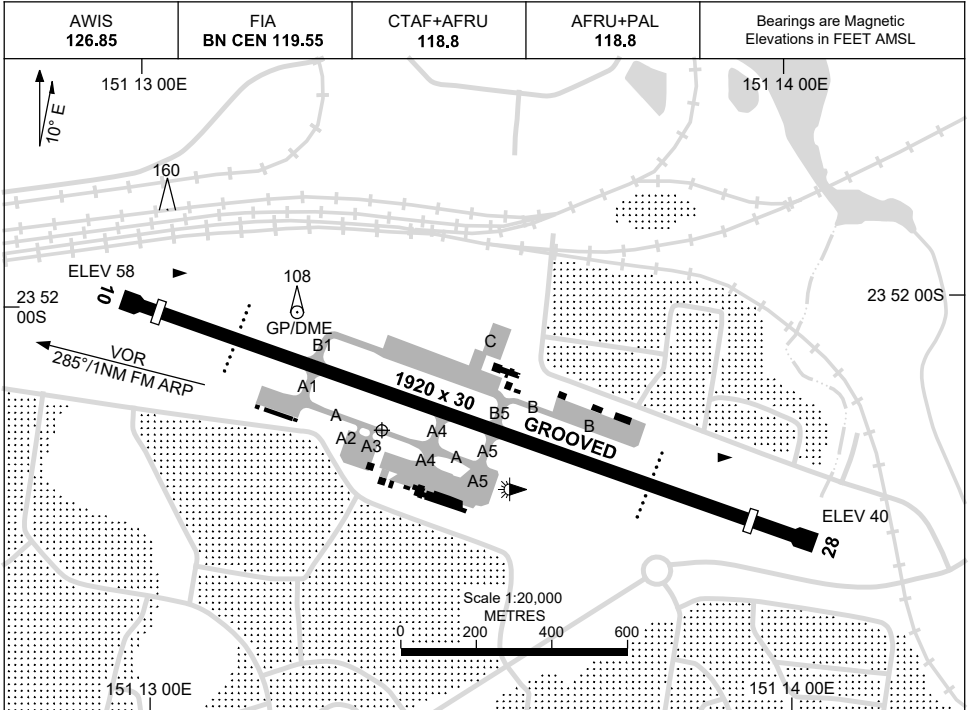 AWIS
126.85
FIA
BN CEN 119.55
CTAF+AFRU
118.8
AFRU+PAL
118.8
Bearings are Magnetic
Elevations in FEET AMSL
151 13 00E
151 14 00E
10° E
160
ELEV 58
10
108
GP/DME
23 52
00S
23 52 00S
VOR
285°/1NM FM ARP
B1
C
A1
1920 x 30
GROOVED
B5
B
B
A
A2
A3
A4
A4
A
A5
A5
ELEV 40
28
Scale 1:20,000
METRES
0 200 400 600
151 13 00E
151 14 00E